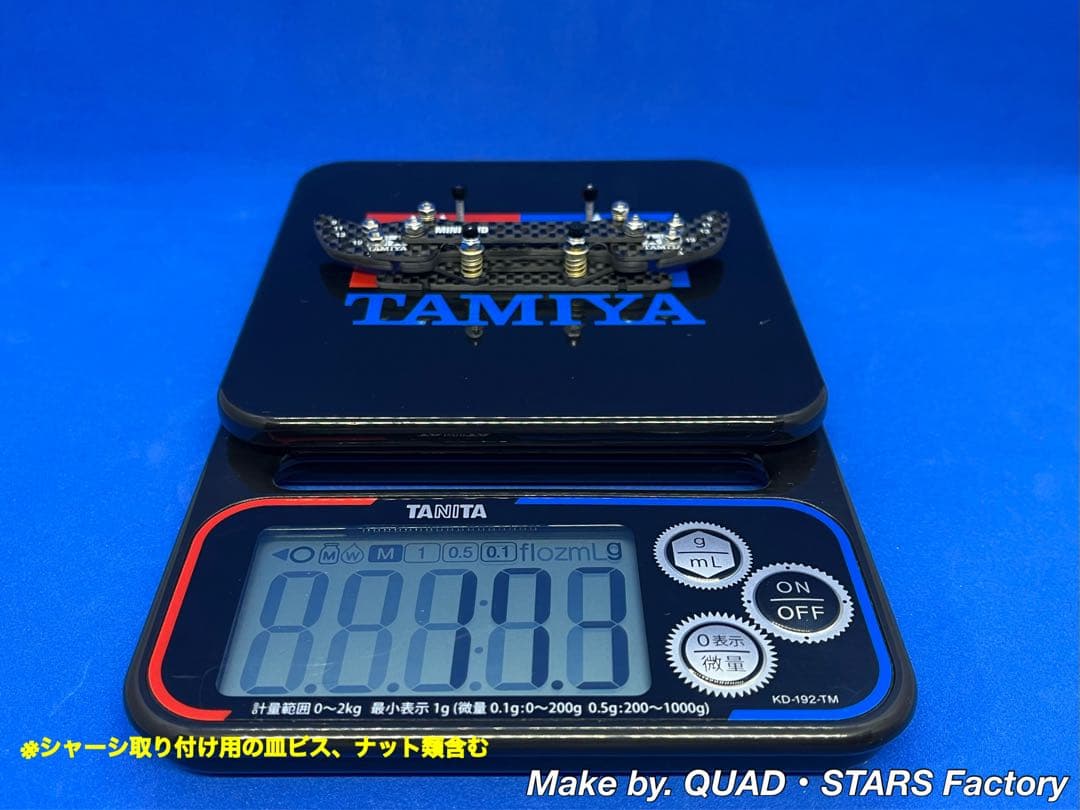 MINI
TAMIYA TAMIYA
TAMIYA
TANITA
M W M 1 0.5 0.1 floz mL g
g
mL
ON
OFF
0表示
微量
KD-192-TM
計量範囲 0〜2kg 最小表示 1g (微量 0.1g:0〜200g 0.5g:200〜1000g)
※シャーシ取り付け用の皿ビス、ナット類含む
Make by. QUAD・STARS Factory